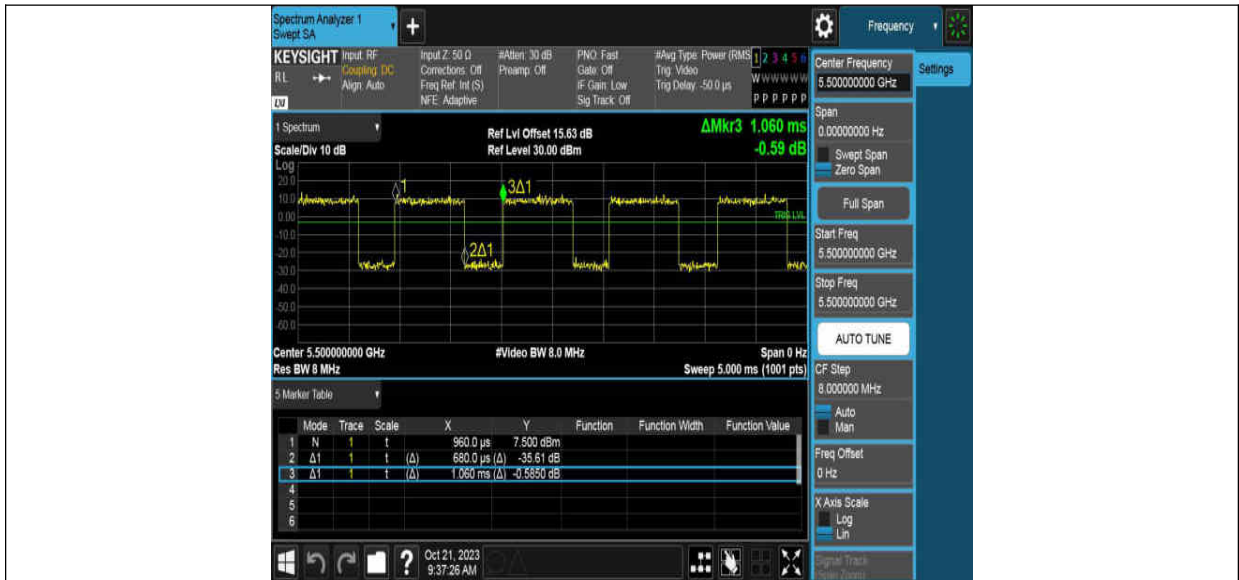 Spectrum Analyzer 1
Swept SA
+
Frequency
KEYSIGHT Input: RF
RL Coupling: DC
Align: Auto
LXI
Input Z: 50 Ω
Corrections: Off
Freq Ref: Int (S)
NFE: Adaptive
#Atten: 30 dB
Preamp: Off
PNO: Fast
Gate: Off
IF Gain: Low
Sig Track: Off
#Avg Type: Power (RMS
Trig: Video
Trig Delay: -50.0 µs
1 2 3 4 5 6
W W W W W W
P P P P P P
Center Frequency
5.500000000 GHz
Settings
Span
0.00000000 Hz
Swept Span
Zero Span
Full Span
Start Freq
5.500000000 GHz
Stop Freq
5.500000000 GHz
AUTO TUNE
CF Step
8.000000 MHz
Auto
Man
Freq Offset
0 Hz
X Axis Scale
Log
Lin
Signal Track
(Span Zoom)
1 Spectrum
Scale/Div 10 dB
Ref Lvl Offset 15.63 dB
Ref Level 30.00 dBm
ΔMkr3 1.060 ms
-0.59 dB
Log
20.0
10.0
0.00
-10.0
-20.0
-30.0
-40.0
-50.0
-60.0
1
3Δ1
2Δ1
TRIG LVL
Center 5.500000000 GHz
Res BW 8 MHz
#Video BW 8.0 MHz
Span 0 Hz
Sweep 5.000 ms (1001 pts)
5 Marker Table
Mode Trace Scale X Y Function Function Width Function Value
1 N 1 t 960.0 µs 7.500 dBm
2 Δ1 1 t (Δ) 680.0 µs (Δ) -35.61 dB
3 Δ1 1 t (Δ) 1.060 ms (Δ) -0.5850 dB
4
5
6
?
Oct 21, 2023
9:37:26 AM